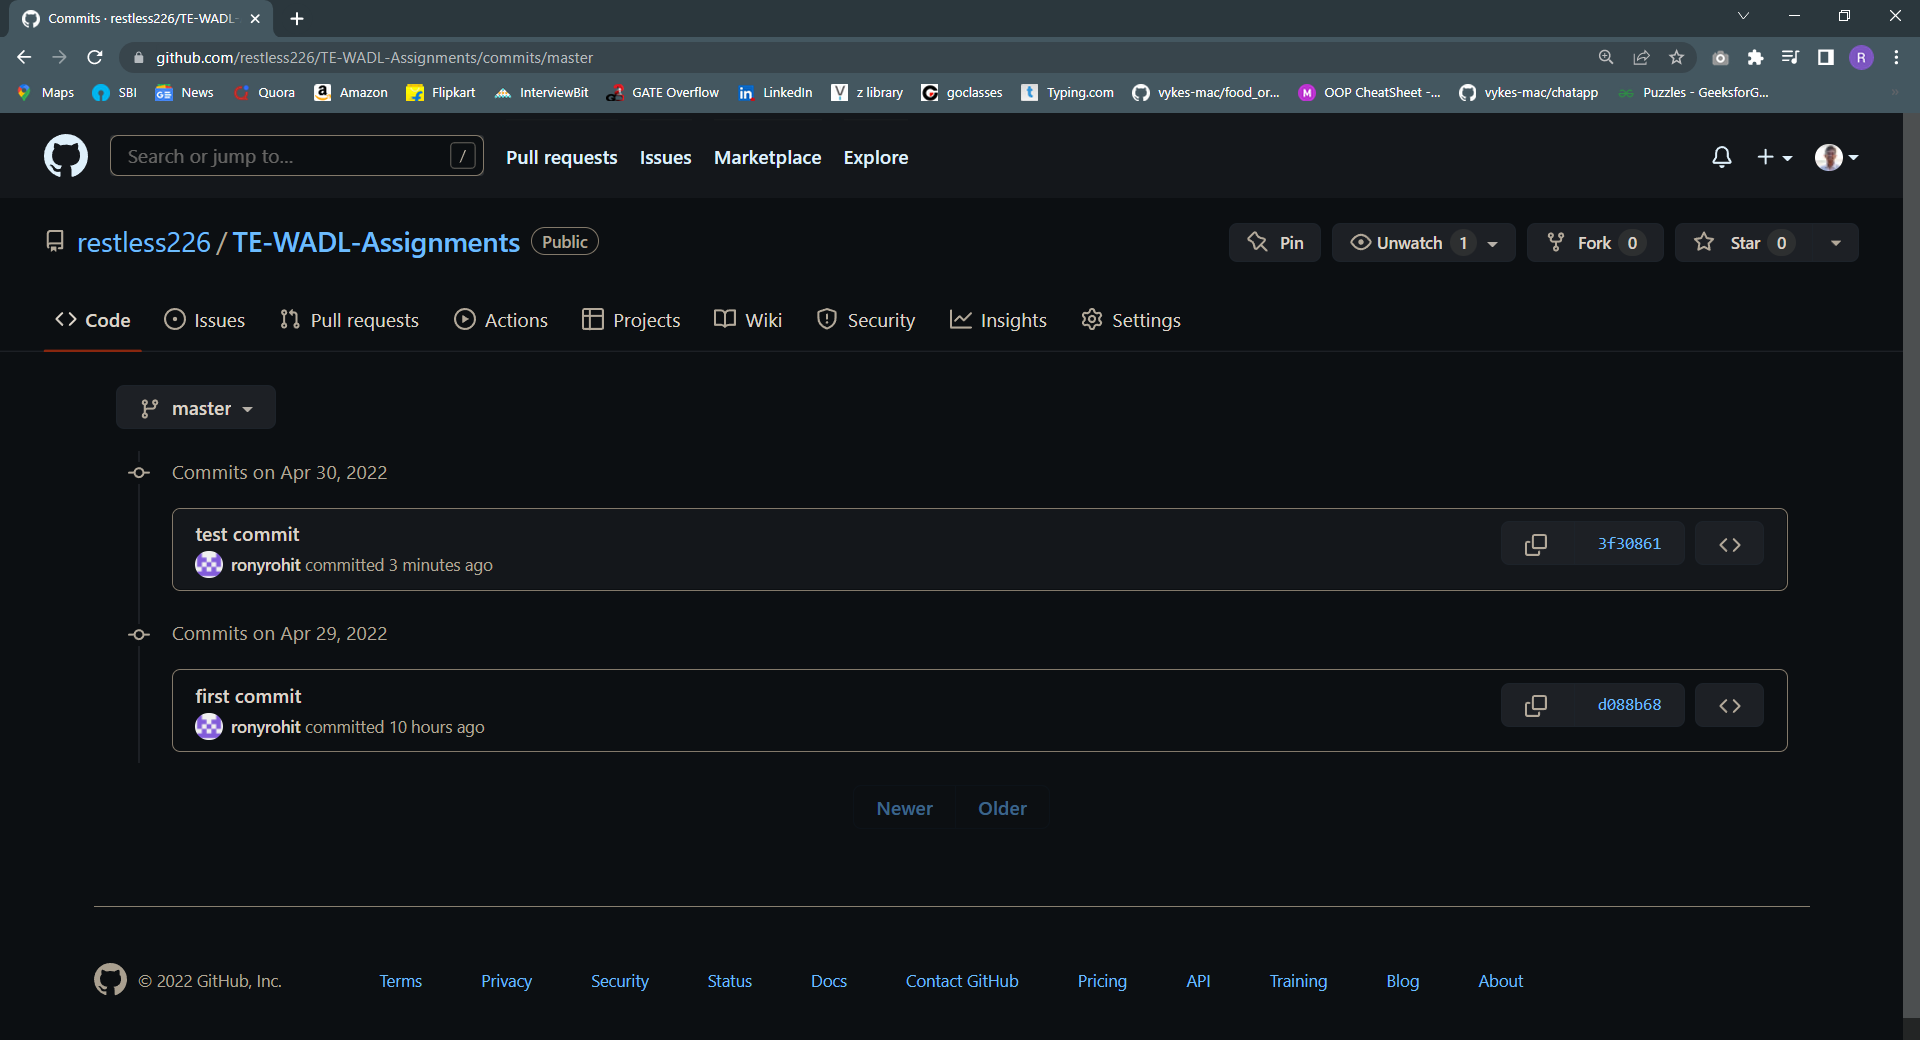 Commits · restless226/TE-WADL-
github.com/restless226/TE-WADL-Assignments/commits/master
R
Maps SBI News Quora Amazon Flipkart InterviewBit GATE Overflow LinkedIn z library goclasses Typing.com vykes-mac/food_or... OOP CheatSheet -... vykes-mac/chatapp Puzzles - GeeksforG...
Search or jump to... / Pull requests Issues Marketplace Explore
restless226 / TE-WADL-Assignments Public Pin Unwatch 1 Fork 0 Star 0
Code Issues Pull requests Actions Projects Wiki Security Insights Settings
master
Commits on Apr 30, 2022
test commit
ronyrohit committed 3 minutes ago
3f30861
Commits on Apr 29, 2022
first commit
ronyrohit committed 10 hours ago
d088b68
Newer Older
© 2022 GitHub, Inc. Terms Privacy Security Status Docs Contact GitHub Pricing API Training Blog About